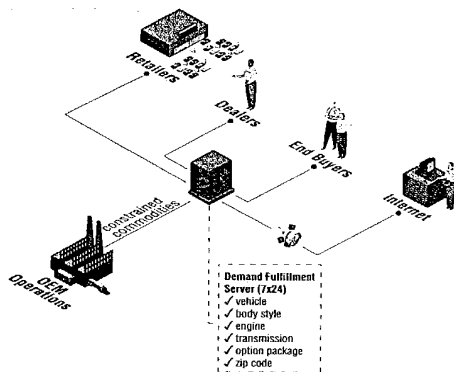 Retailers
Dealers
End Buyers
Internet
constrained
commodities
OEM
Operations
Demand Fulfillment
Server (7x24)
✓ vehicle
✓ body style
✓ engine
✓ transmission
✓ option package
✓ zip code